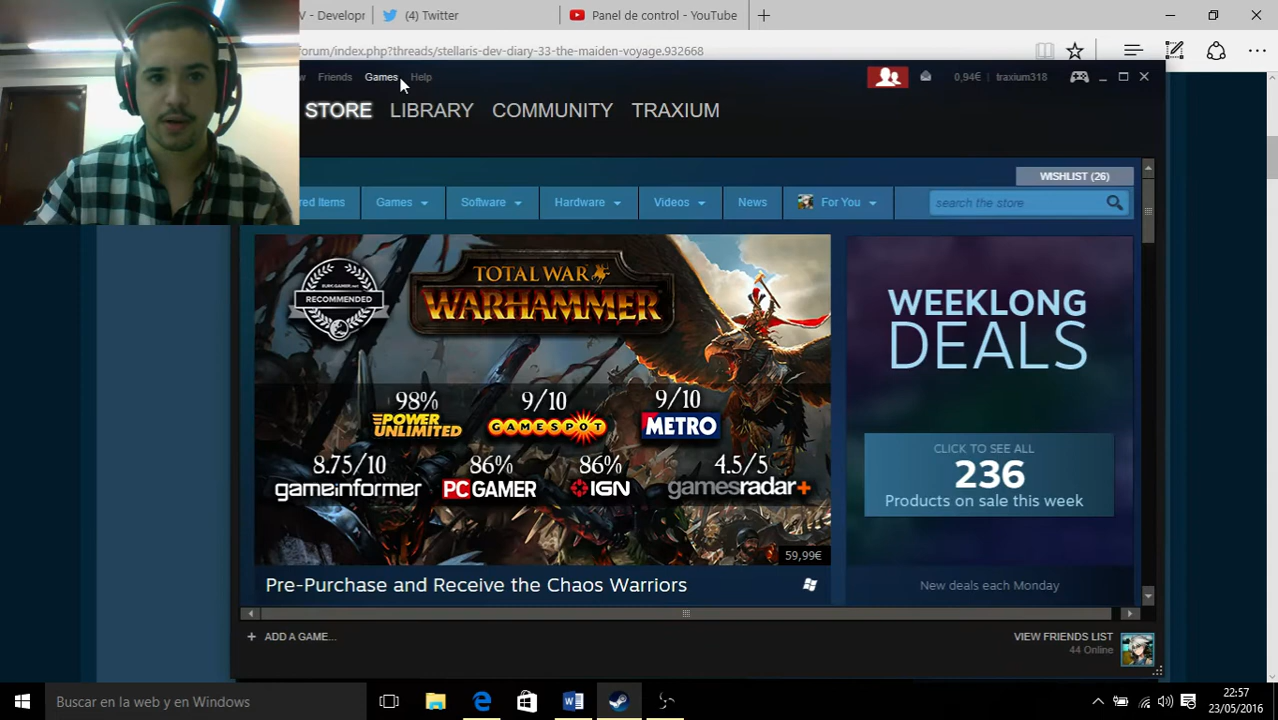 V - Developr
(4) Twitter
Panel de control - YouTube
forum/index.php?threads/stellaris-dev-diary-33-the-maiden-voyage.932668
w Friends Games Help
0,94€ traxium318
STORE LIBRARY COMMUNITY TRAXIUM
WISHLIST (26)
red Items Games Software Hardware Videos News For You
search the store
RECOMMENDED
TOTAL WAR
WARHAMMER
98% POWER UNLIMITED
9/10 GAMESPOT
9/10 METRO
8.75/10 gameinformer
86% PC GAMER
86% IGN
4.5/5 gamesradar+
59,99€
Pre-Purchase and Receive the Chaos Warriors
WEEKLONG
DEALS
CLICK TO SEE ALL
236
Products on sale this week
New deals each Monday
+ ADD A GAME...
VIEW FRIENDS LIST
44 Online
Buscar en la web y en Windows
22:57
23/05/2016